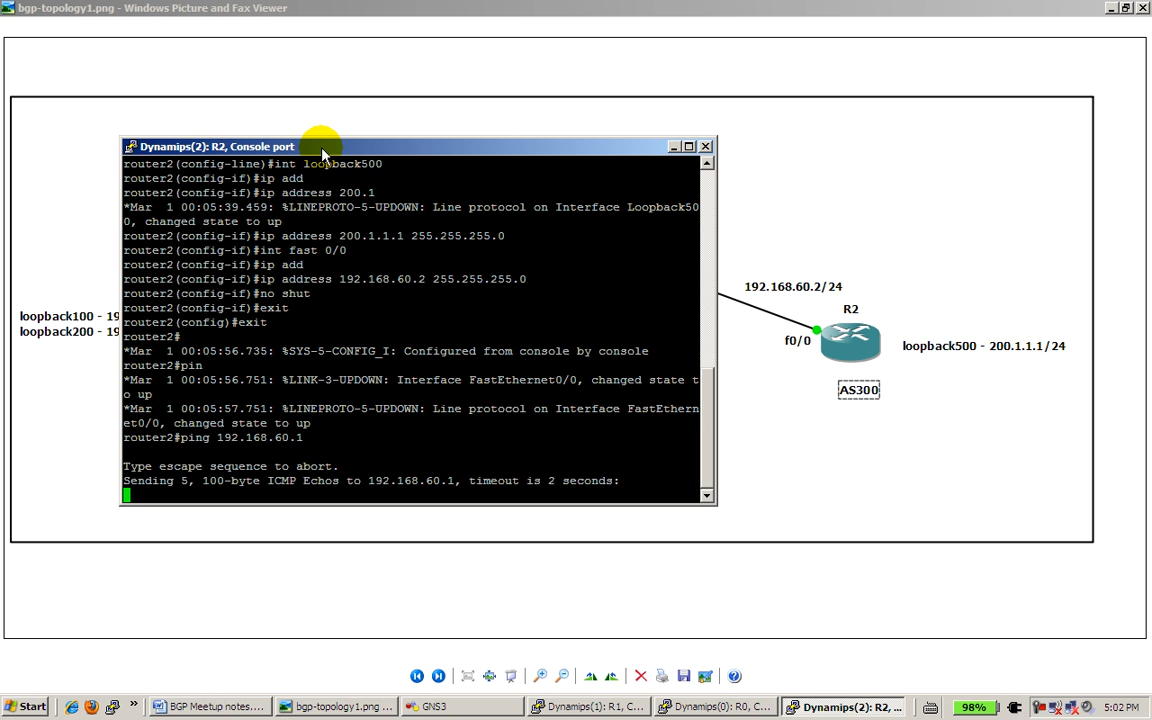 bgp-topology1.png - Windows Picture and Fax Viewer
Dynamips(2): R2, Console port
router2(config-line)#int loopback500
router2(config-if)#ip add
router2(config-if)#ip address 200.1
*Mar  1 00:05:39.459: %LINEPROTO-5-UPDOWN: Line protocol on Interface Loopback50
0, changed state to up
router2(config-if)#ip address 200.1.1.1 255.255.255.0
router2(config-if)#int fast 0/0
router2(config-if)#ip add
router2(config-if)#ip address 192.168.60.2 255.255.255.0
router2(config-if)#no shut
router2(config-if)#exit
router2(config)#exit
router2#
*Mar  1 00:05:56.735: %SYS-5-CONFIG_I: Configured from console by console
router2#pin
*Mar  1 00:05:56.751: %LINK-3-UPDOWN: Interface FastEthernet0/0, changed state t
o up
*Mar  1 00:05:57.751: %LINEPROTO-5-UPDOWN: Line protocol on Interface FastEthern
et0/0, changed state to up
router2#ping 192.168.60.1
Type escape sequence to abort.
Sending 5, 100-byte ICMP Echos to 192.168.60.1, timeout is 2 seconds:
loopback100 - 19
loopback200 - 19
192.168.60.2/24
R2
f0/0
loopback500 - 200.1.1.1/24
AS300
Start
»
BGP Meetup notes....
bgp-topology1.png ...
GNS3
Dynamips(1): R1, C...
Dynamips(0): R0, C...
Dynamips(2): R2, ...
98%
5:02 PM